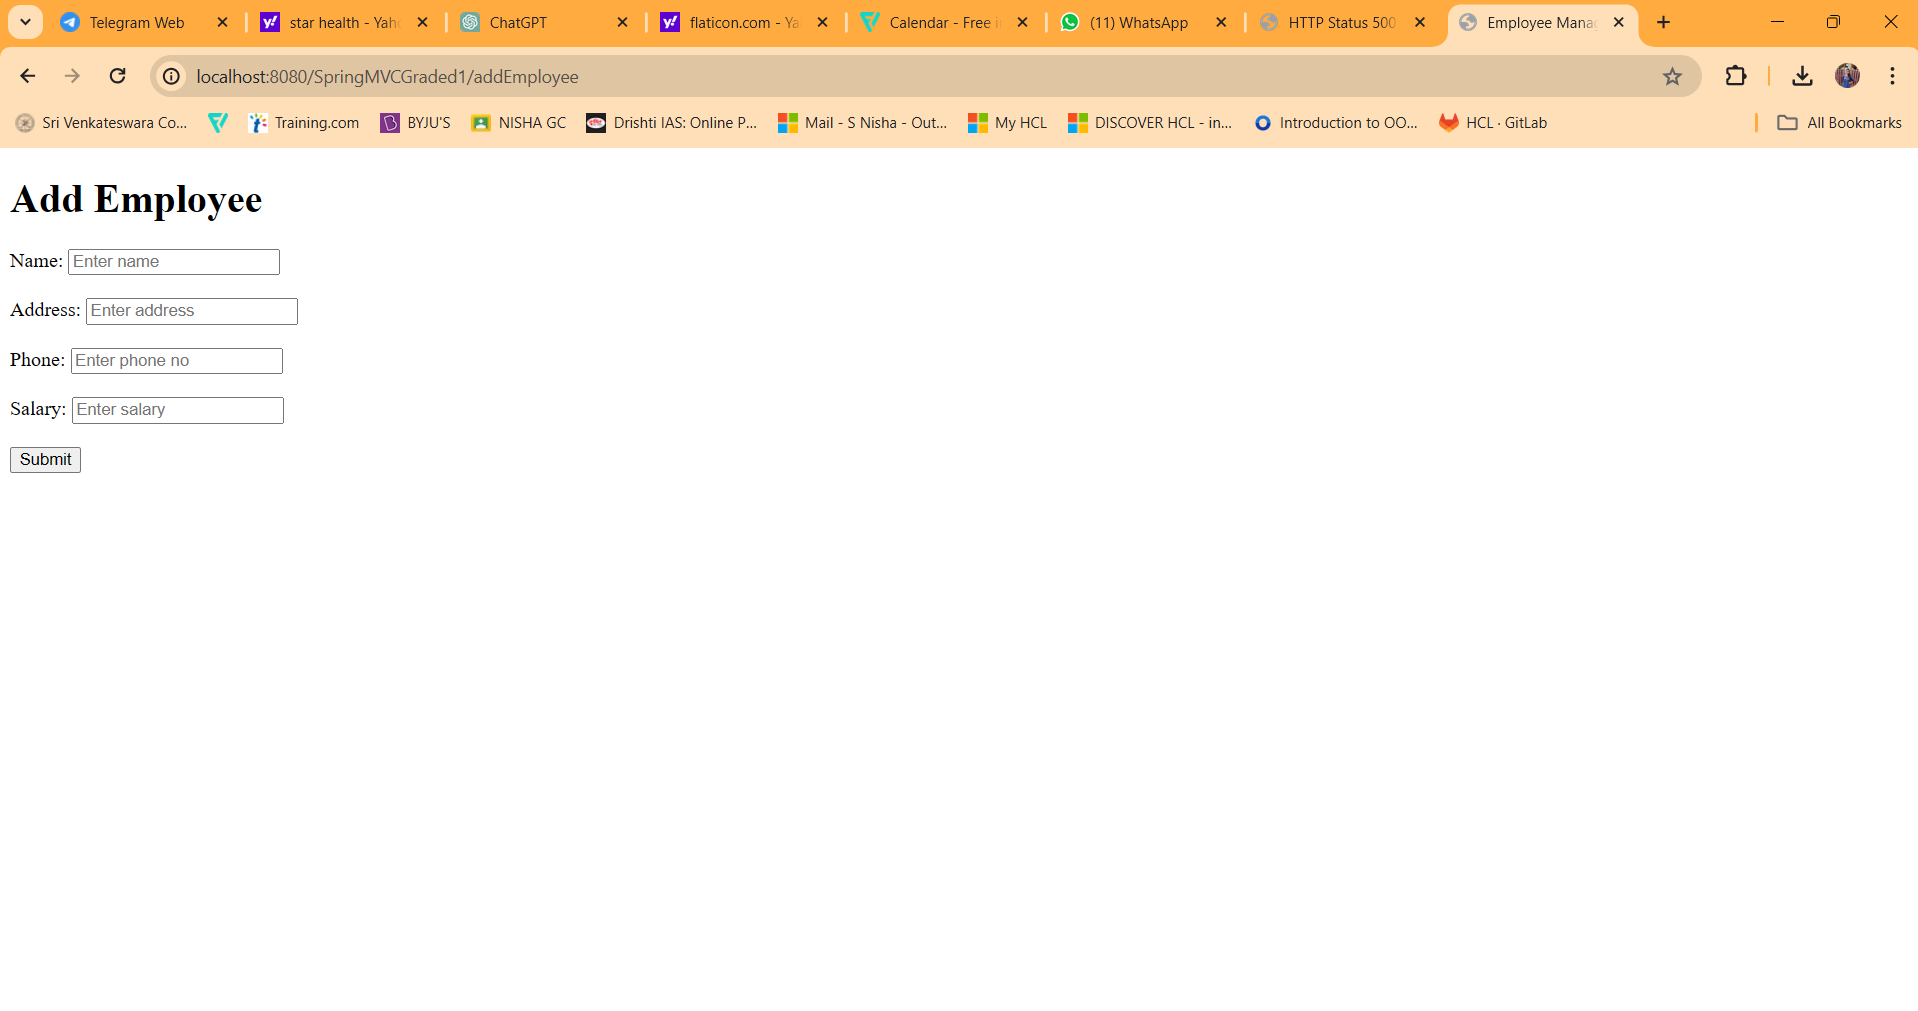 Telegram Web
star health - Yaho
ChatGPT
flaticon.com - Ya
Calendar - Free i
(11) WhatsApp
HTTP Status 500
Employee Mana
localhost:8080/SpringMVCGraded1/addEmployee
Sri Venkateswara Co... Training.com BYJU'S NISHA GC Drishti IAS: Online P... Mail - S Nisha - Out... My HCL DISCOVER HCL - in... Introduction to OO... HCL · GitLab All Bookmarks
Add Employee
Name: Enter name
Address: Enter address
Phone: Enter phone no
Salary: Enter salary
Submit